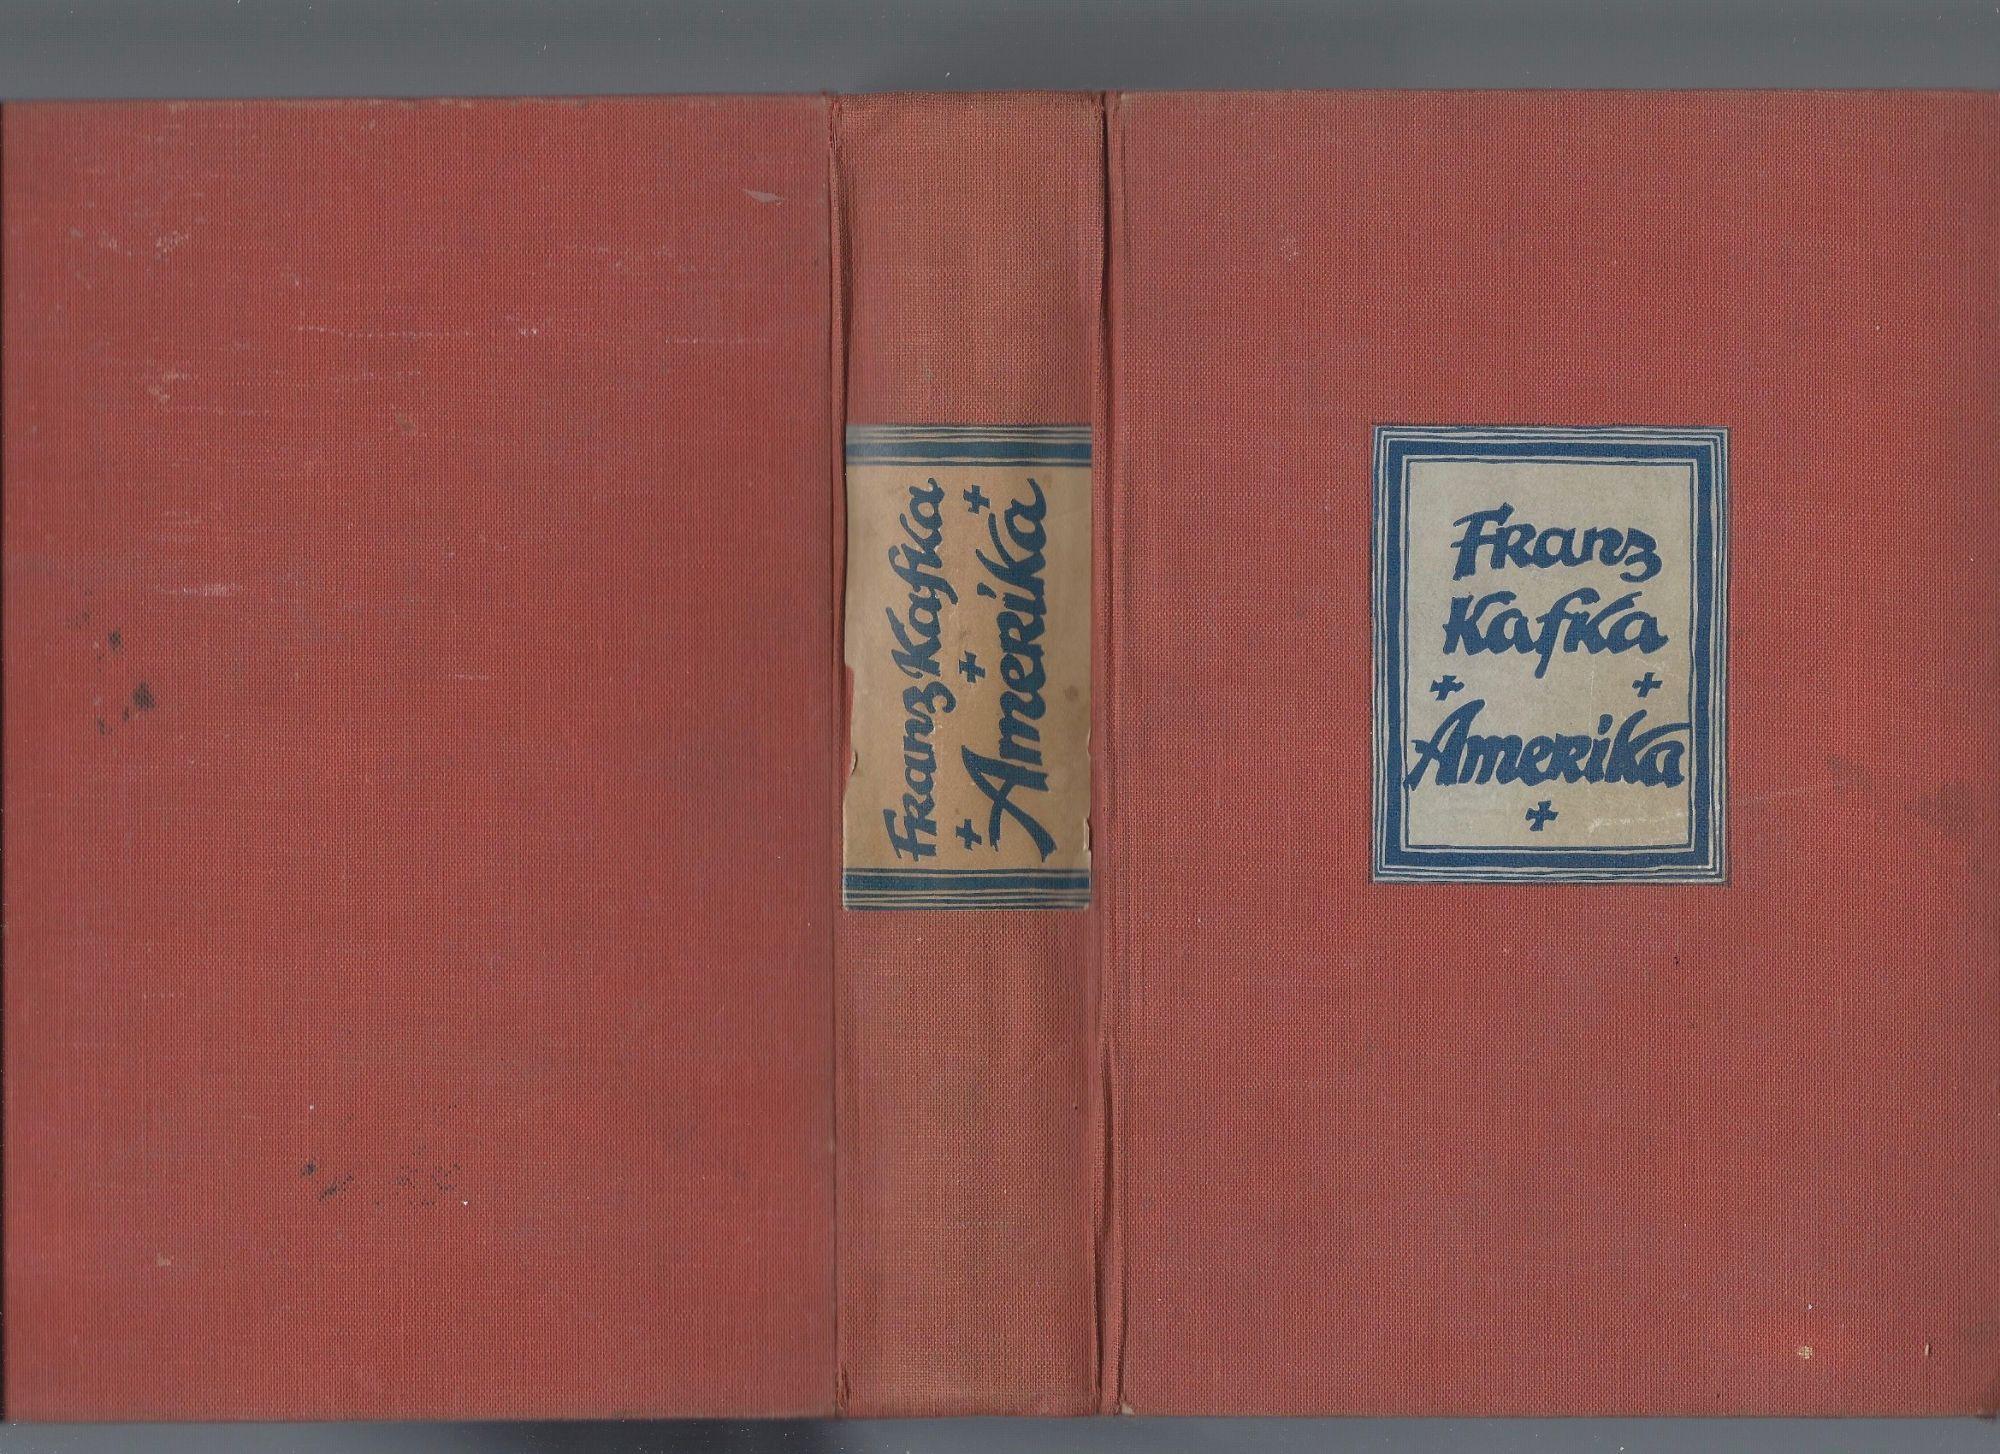 Franz Kafka
+ + +
Amerika
Franz
Kafka
+ +
Amerika
+